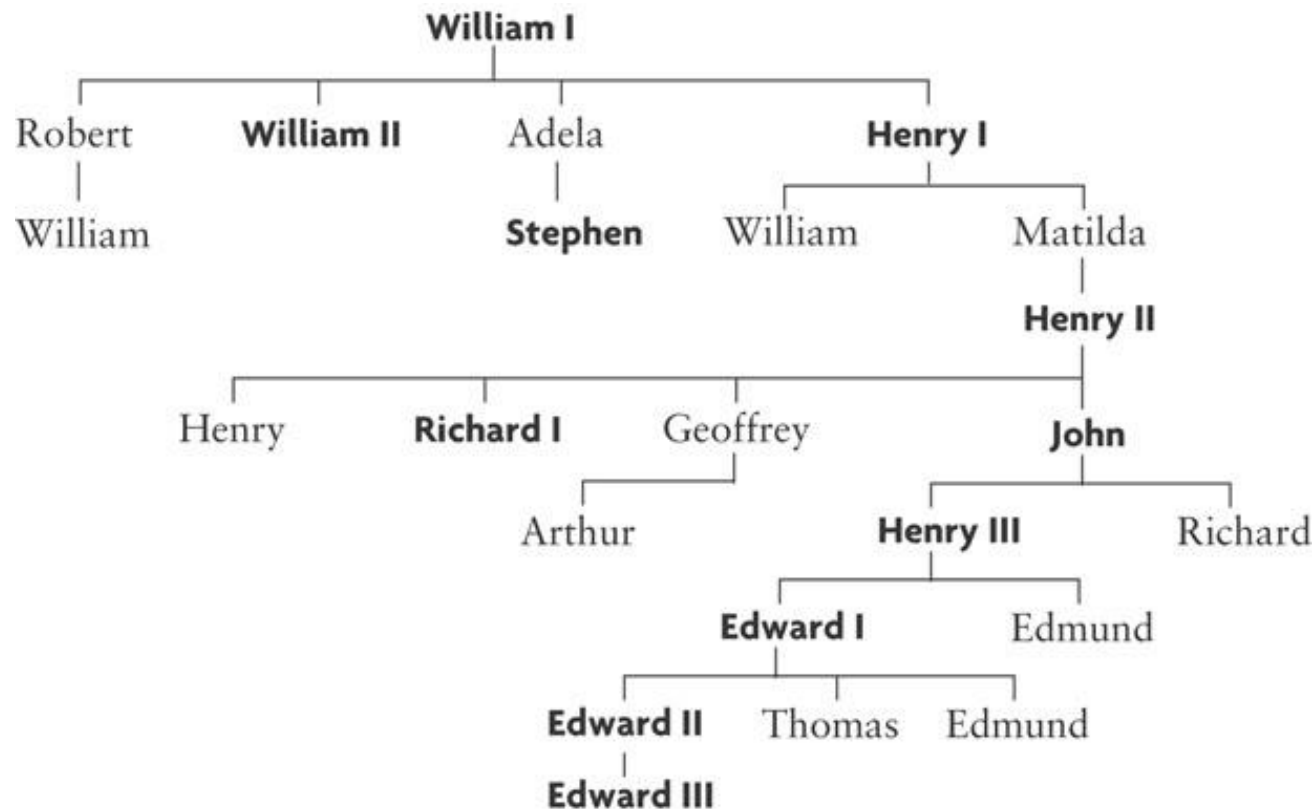 William I
Robert William II Adela Henry I
William Stephen William Matilda
Henry II
Henry Richard I Geoffrey John
Arthur Henry III Richard
Edward I Edmund
Edward II Thomas Edmund
Edward III